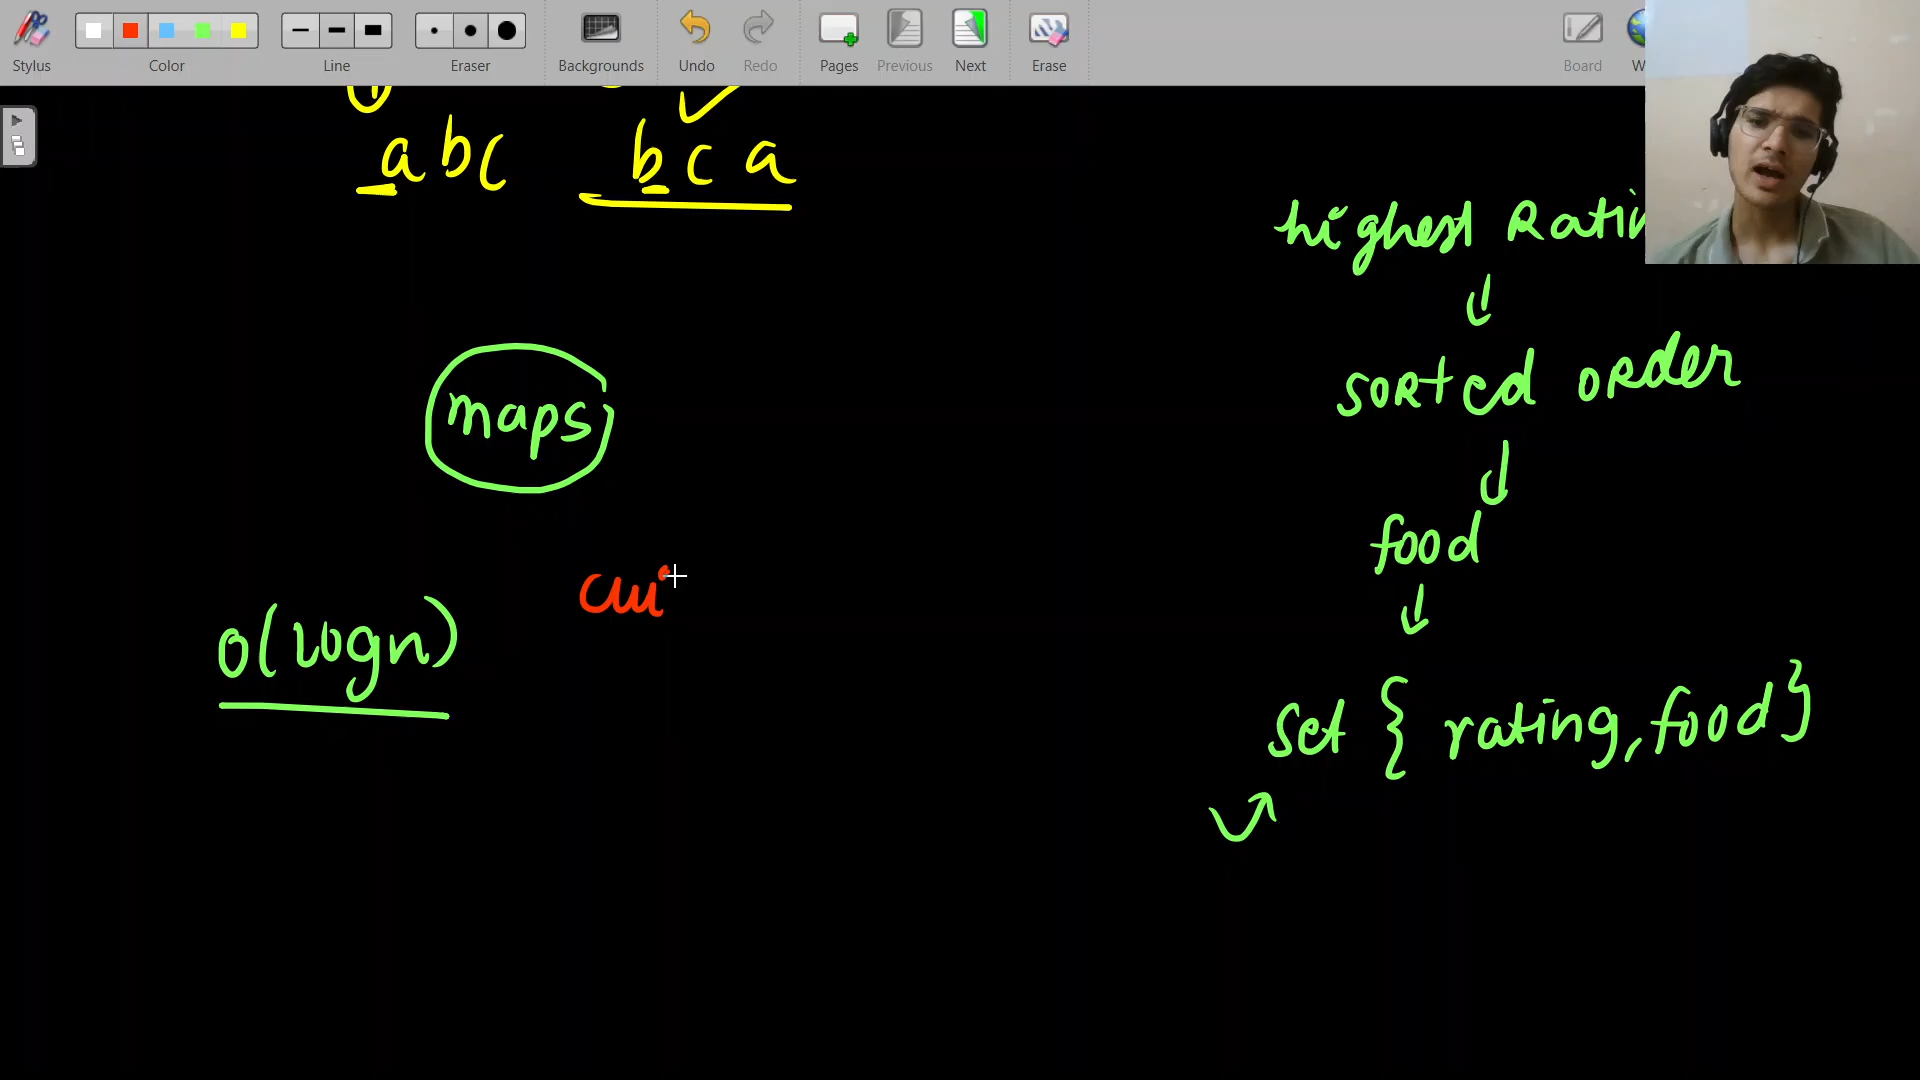 Stylus
Color
Line
Eraser
Backgrounds
Undo
Redo
Pages
Previous
Next
Erase
Board
W
abc bca
highest Ratin
sorted order
maps
food
cui
O(logn)
set { rating, food }